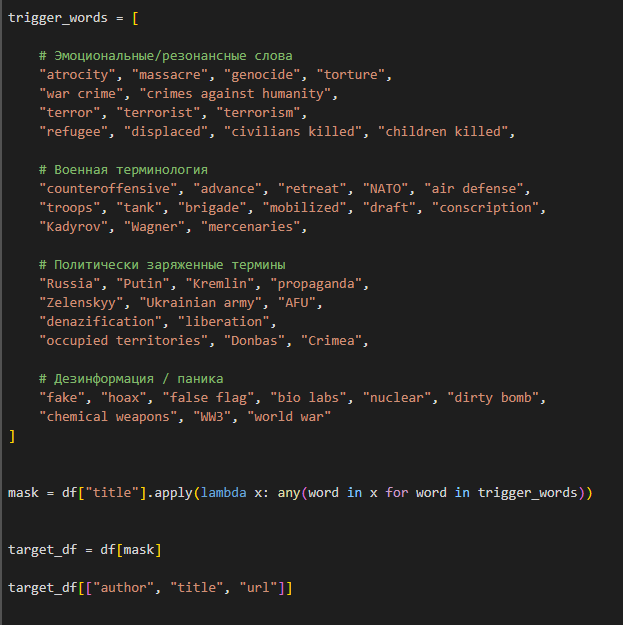 trigger_words = [
# Эмоциональные/резонансные слова
"atrocity", "massacre", "genocide", "torture",
"war crime", "crimes against humanity",
"terror", "terrorist", "terrorism",
"refugee", "displaced", "civilians killed", "children killed",
# Военная терминология
"counteroffensive", "advance", "retreat", "NATO", "air defense",
"troops", "tank", "brigade", "mobilized", "draft", "conscription",
"Kadyrov", "Wagner", "mercenaries",
# Политически заряженные термины
"Russia", "Putin", "Kremlin", "propaganda",
"Zelenskyy", "Ukrainian army", "AFU",
"denazification", "liberation",
"occupied territories", "Donbas", "Crimea",
# Дезинформация / паника
"fake", "hoax", "false flag", "bio labs", "nuclear", "dirty bomb",
"chemical weapons", "WW3", "world war"
]
mask = df["title"].apply(lambda x: any(word in x for word in trigger_words))
target_df = df[mask]
target_df[["author", "title", "url"]]